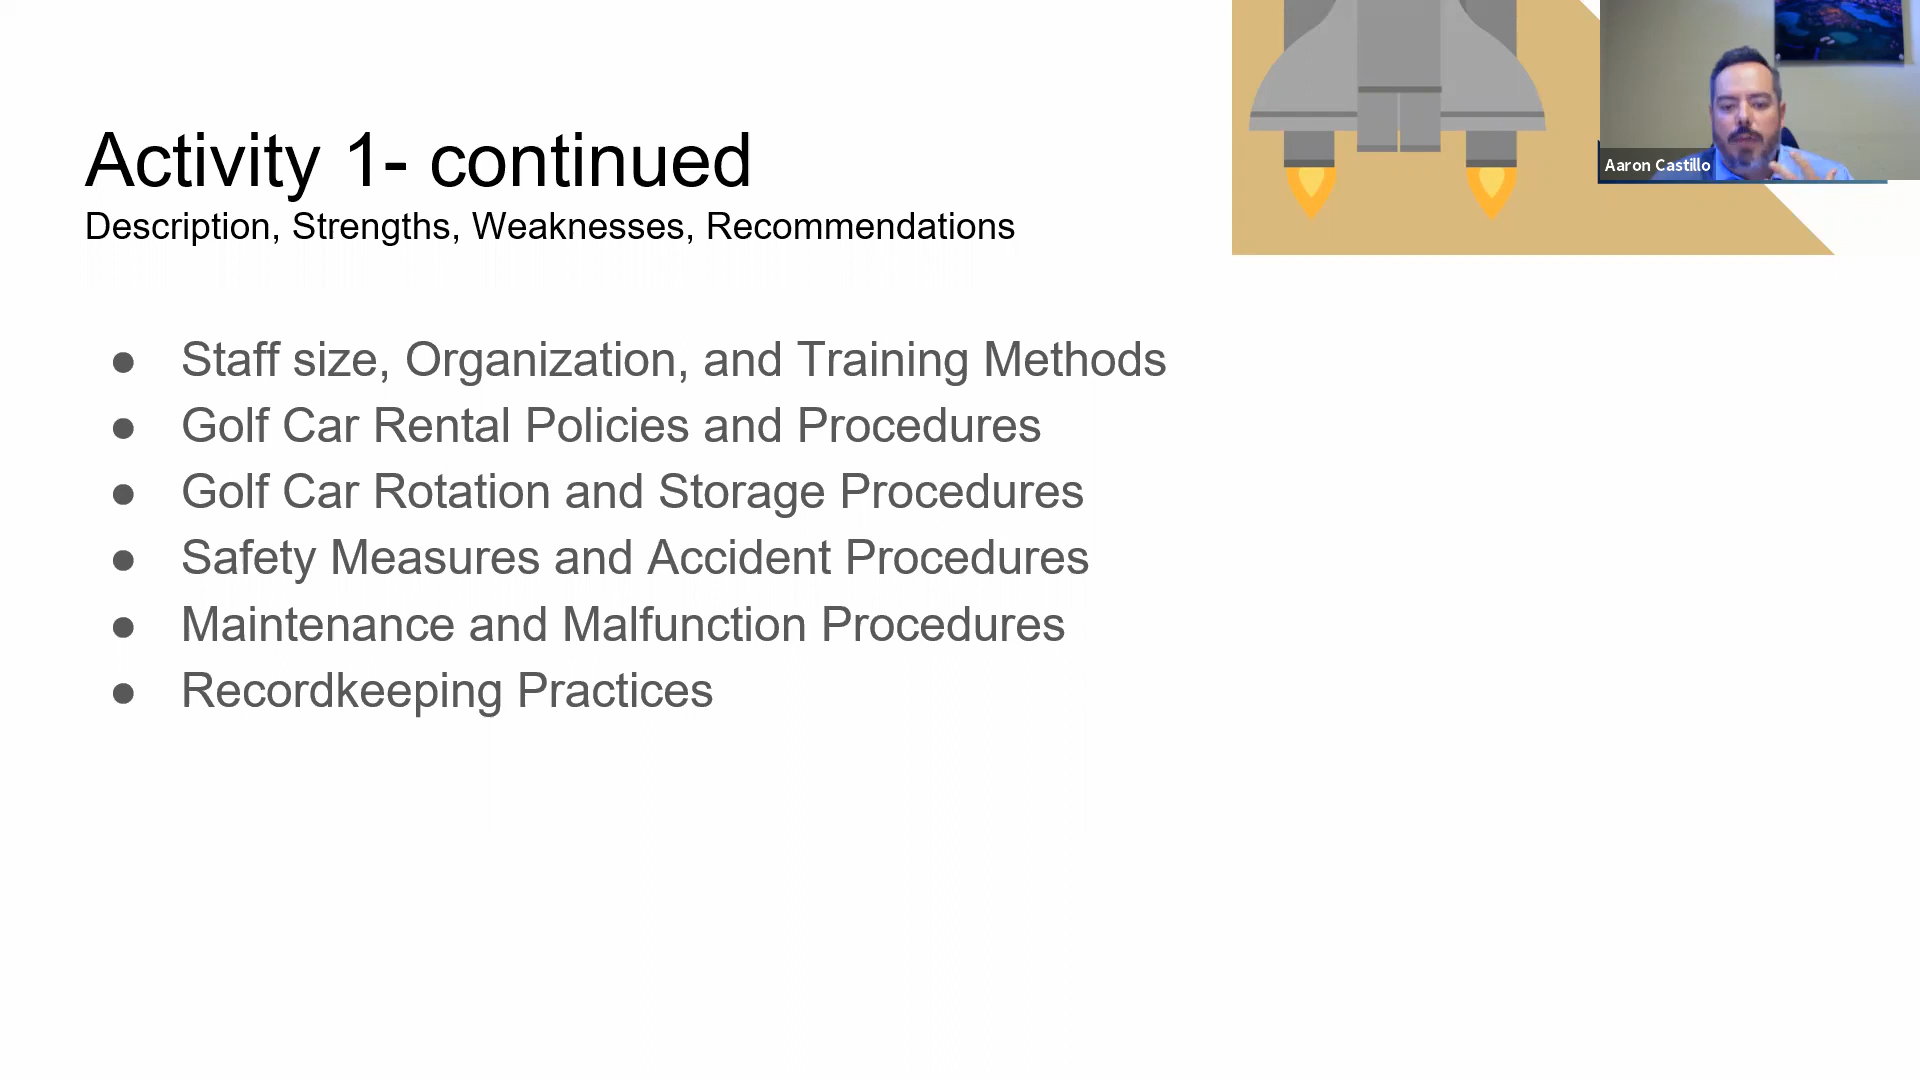 Activity 1- continued
Description, Strengths, Weaknesses, Recommendations
Aaron Castillo
● Staff size, Organization, and Training Methods
● Golf Car Rental Policies and Procedures
● Golf Car Rotation and Storage Procedures
● Safety Measures and Accident Procedures
● Maintenance and Malfunction Procedures
● Recordkeeping Practices